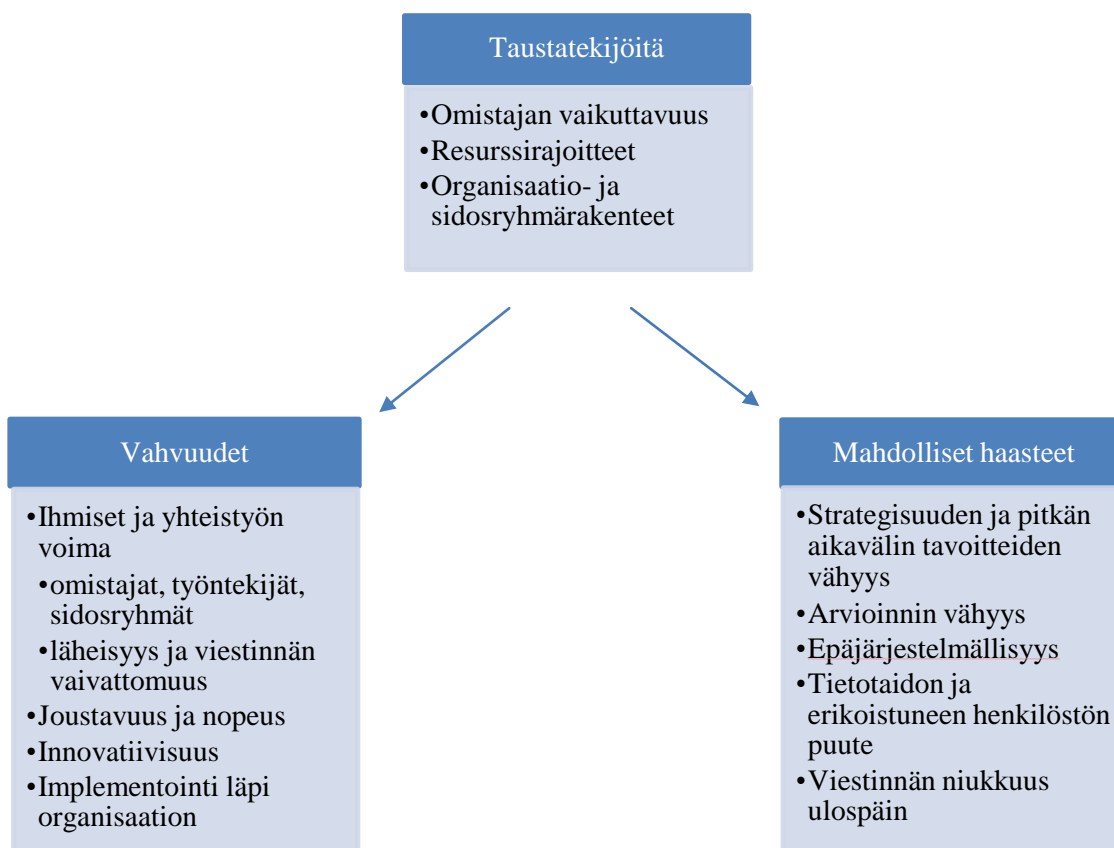 Taustatekijöitä
•Omistajan vaikuttavuus
•Resurssirajoitteet
•Organisaatio- ja
sidosryhmärakenteet
Vahvuudet
•Ihmiset ja yhteistyön
voima
•omistajat, työntekijät,
sidosryhmät
•läheisyys ja viestinnän
vaivattomuus
•Joustavuus ja nopeus
•Innovatiivisuus
•Implementointi läpi
organisaation
Mahdolliset haasteet
•Strategisuuden ja pitkän
aikavälin tavoitteiden
vähyys
•Arvioinnin vähyys
•Epäjärjestelmällisyys
•Tietotaidon ja
erikoistuneen henkilöstön
puute
•Viestinnän niukkuus
ulospäin